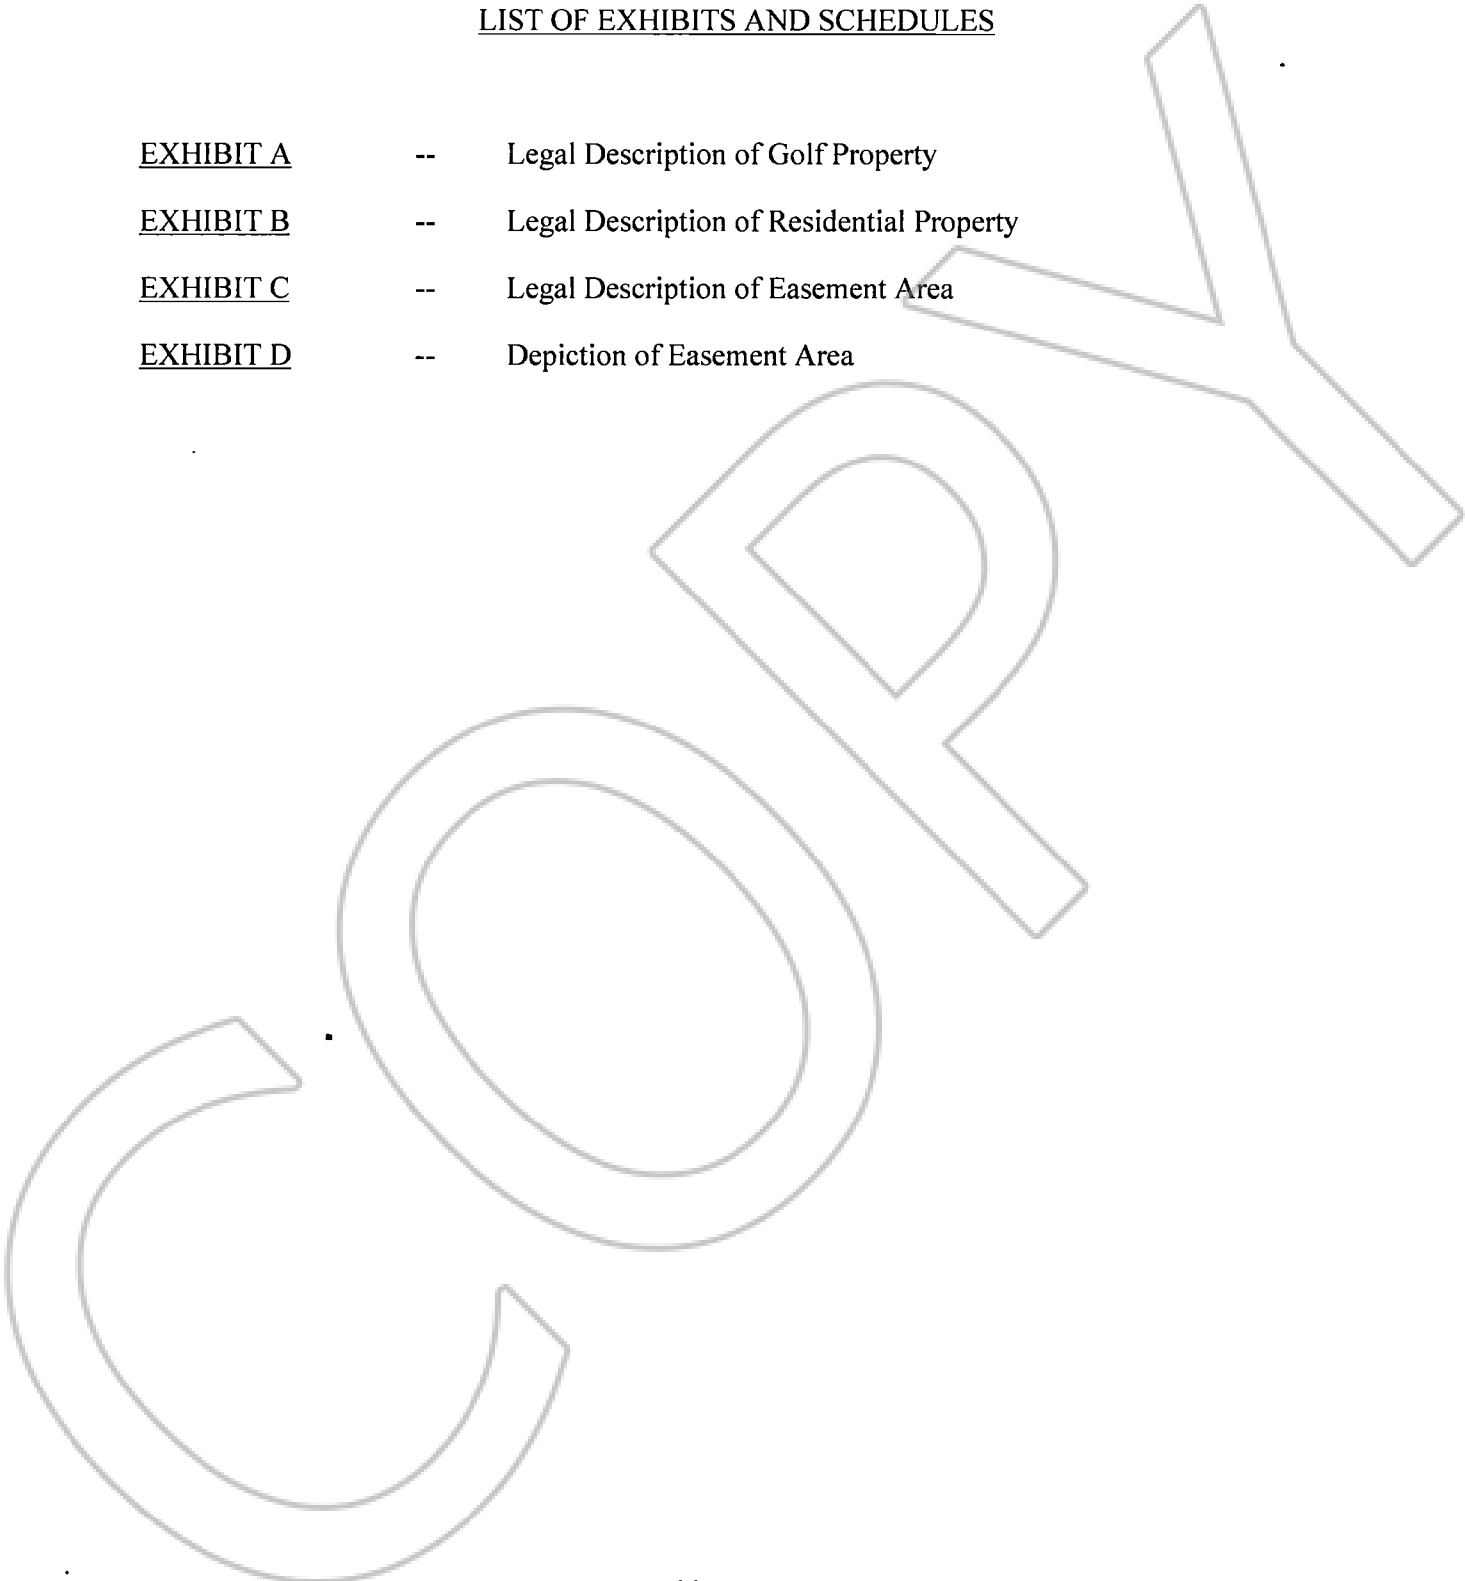 LIST OF EXHIBITS AND SCHEDULES
EXHIBIT A -- Legal Description of Golf Property
EXHIBIT B -- Legal Description of Residential Property
EXHIBIT C -- Legal Description of Easement Area
EXHIBIT D -- Depiction of Easement Area
COPY